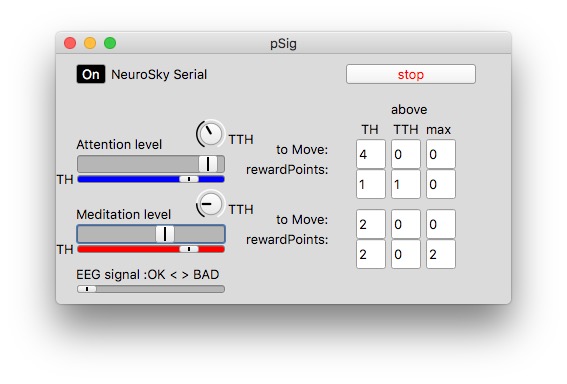 pSig
On NeuroSky Serial
stop
above
TH TTH max
Attention level
TTH
to Move: 4 0 0
TH
rewardPoints: 1 1 0
Meditation level
TTH
to Move: 2 0 0
TH
rewardPoints: 2 0 2
EEG signal :OK < > BAD